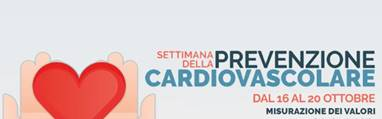 SETTIMANA DELLA PREVENZIONE
CARDIOVASCOLARE
DAL 16 AL 20 OTTOBRE
MISURAZIONE DEI VALORI